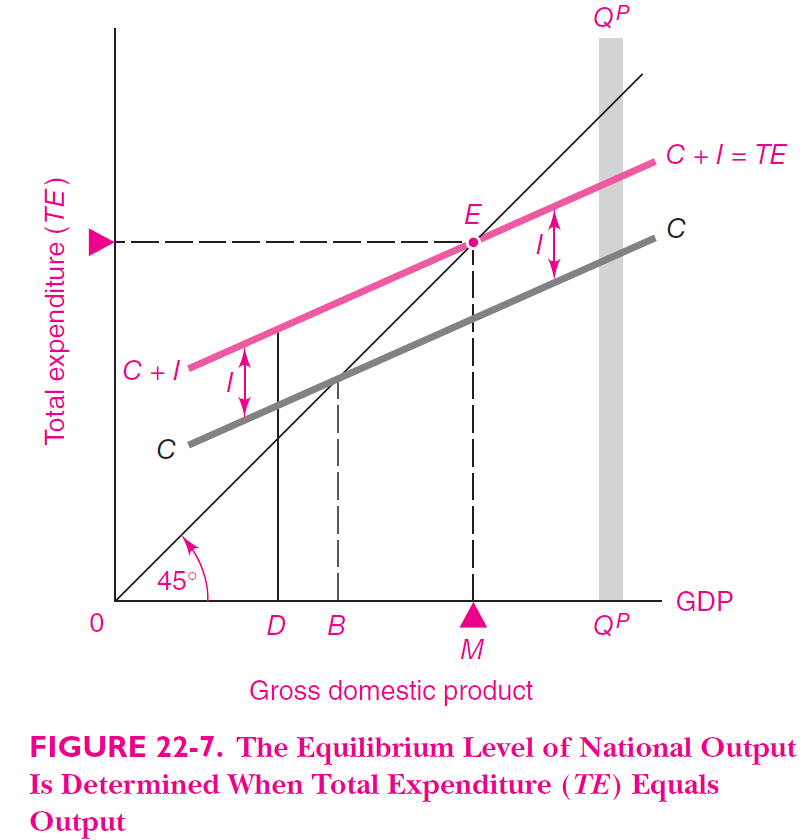 Q^P
C + I = TE
E
C
I
Total expenditure (TE)
C + I
I
C
45°
GDP
0
D
B
Q^P
M
Gross domestic product
FIGURE 22-7. The Equilibrium Level of National Output
Is Determined When Total Expenditure (TE) Equals
Output